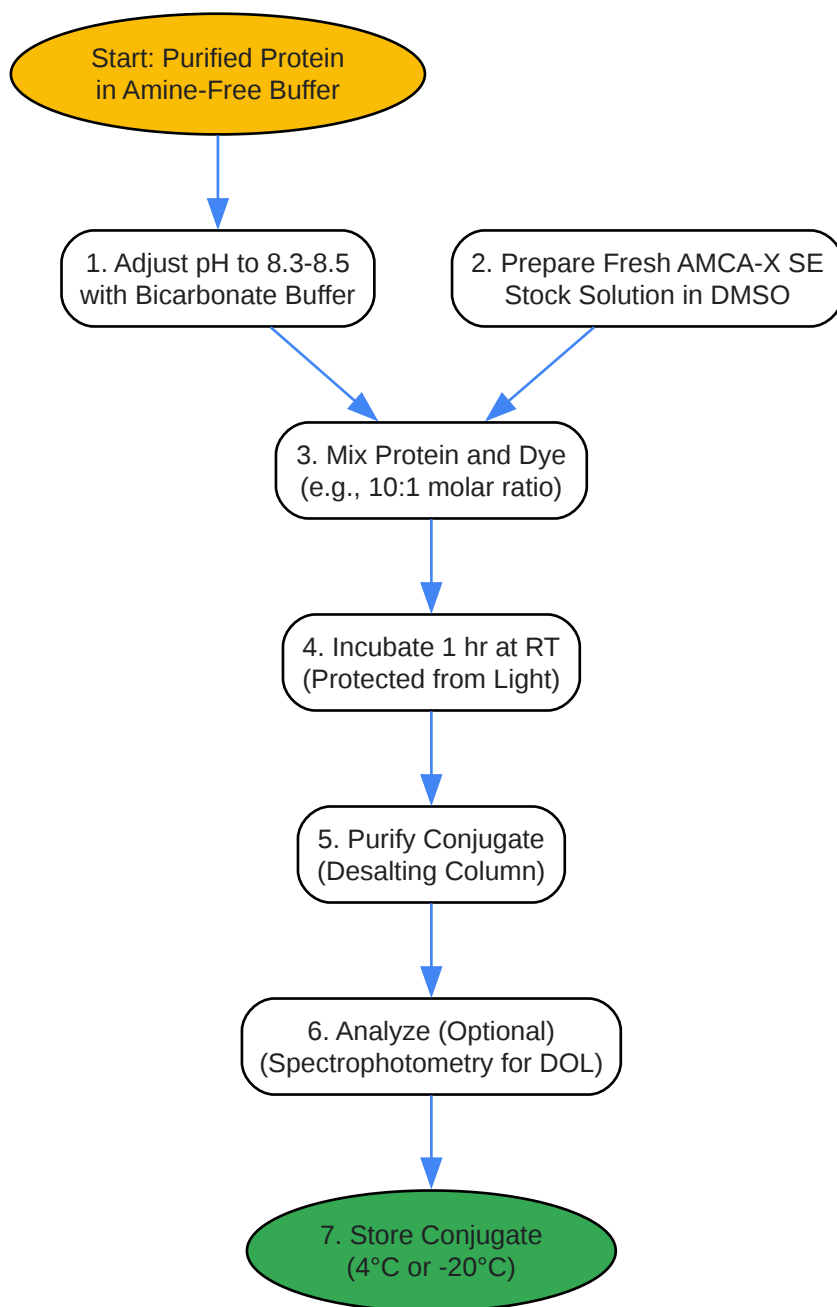 Start: Purified Protein
in Amine-Free Buffer
1. Adjust pH to 8.3-8.5
with Bicarbonate Buffer
2. Prepare Fresh AMCA-X SE
Stock Solution in DMSO
3. Mix Protein and Dye
(e.g., 10:1 molar ratio)
4. Incubate 1 hr at RT
(Protected from Light)
5. Purify Conjugate
(Desalting Column)
6. Analyze (Optional)
(Spectrophotometry for DOL)
7. Store Conjugate
(4°C or -20°C)